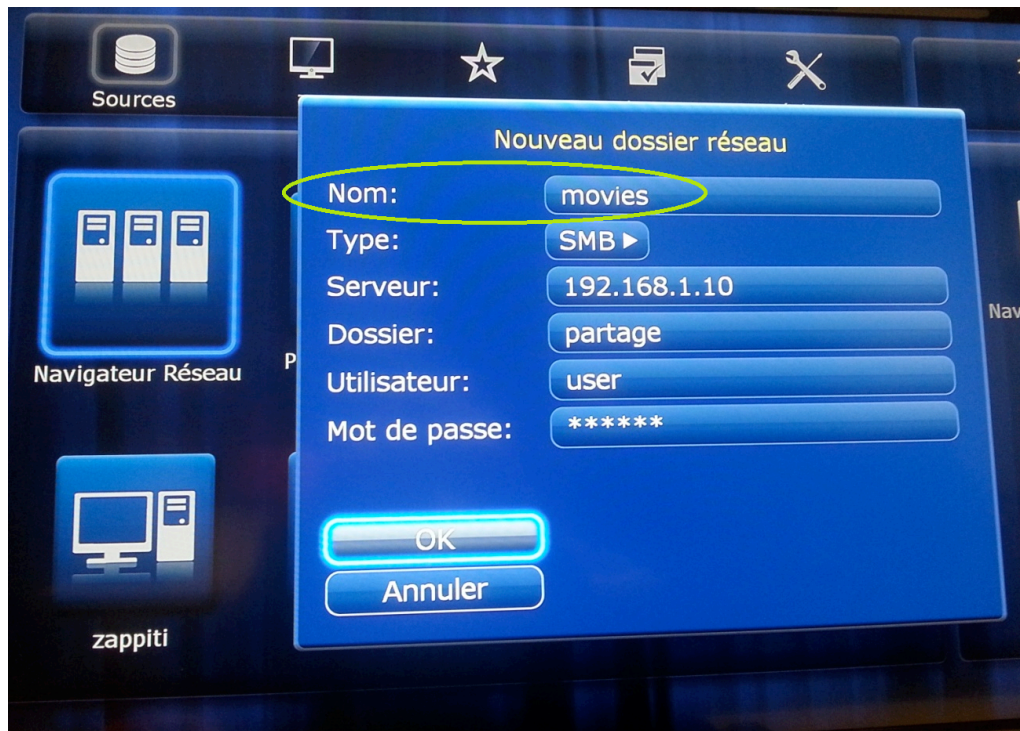 Sources
Nouveau dossier réseau
Nom: movies
Type: SMB
Serveur: 192.168.1.10
Dossier: partage
Utilisateur: user
Mot de passe: ******
OK
Annuler
Navigateur Réseau
P
Nav
zappiti